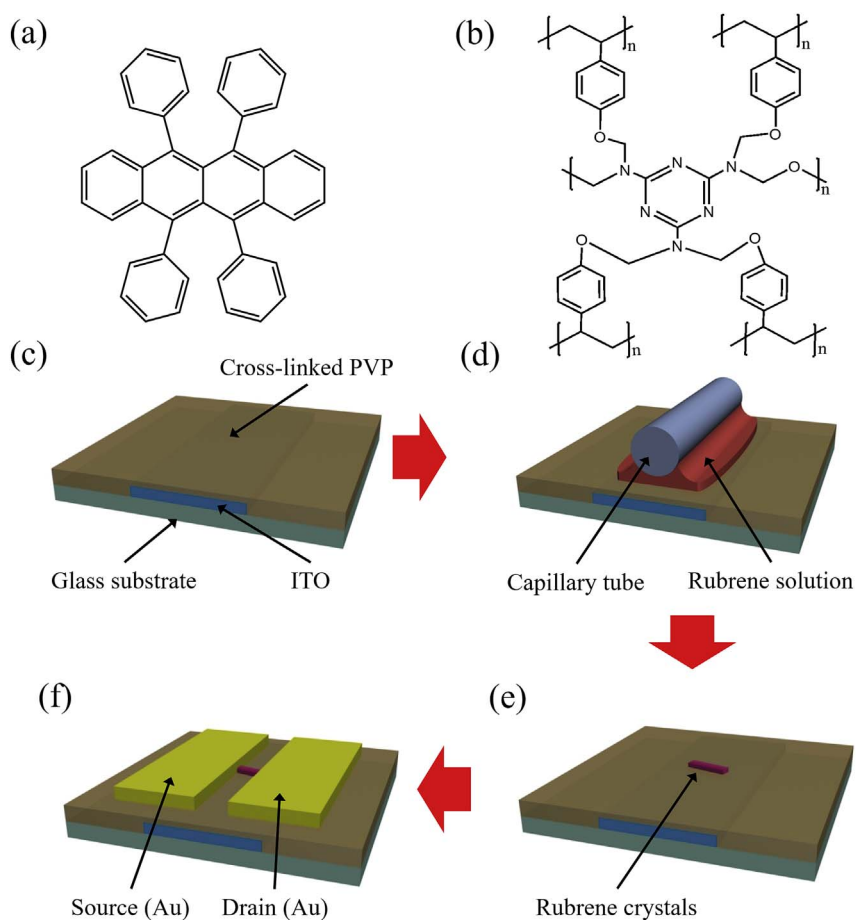 (a)
(b)
n
n
O
O
N
N
N
N
O
n
n
N
N
O
N
O
n
n
(c)
Cross-linked PVP
Glass substrate
ITO
(d)
Capillary tube
Rubrene solution
(f)
Source (Au)
Drain (Au)
(e)
Rubrene crystals